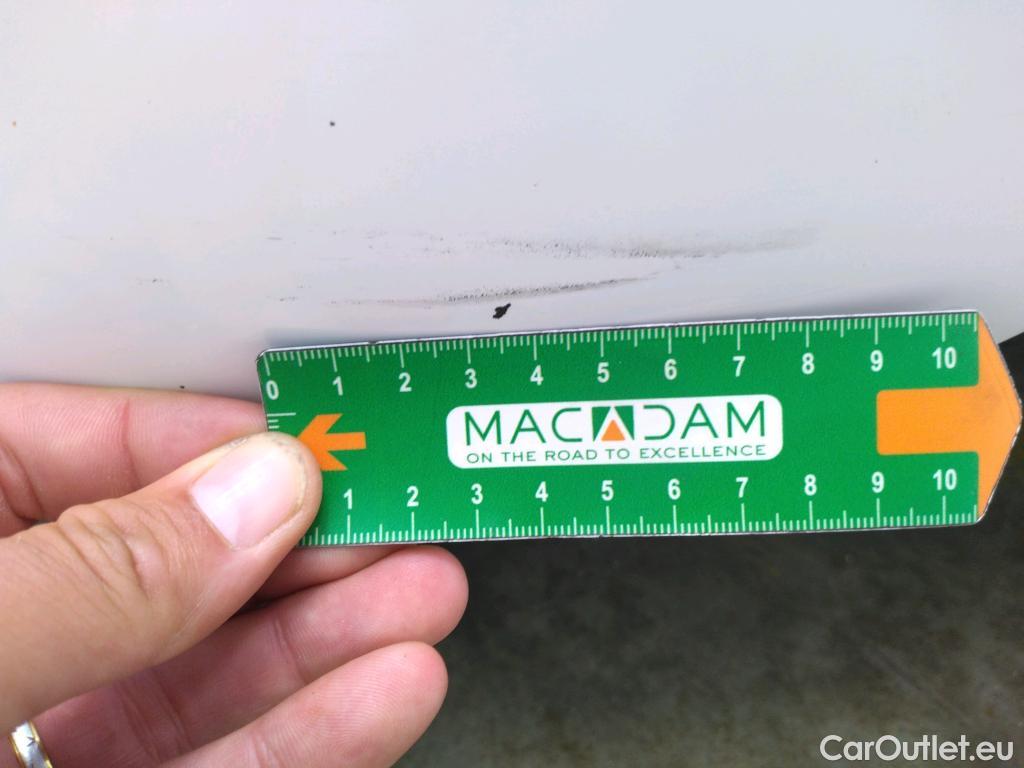 0 1 2 3 4 5 6 7 8 9 10
MACADAM
ON THE ROAD TO EXCELLENCE
1 2 3 4 5 6 7 8 9 10
CarOutlet.eu